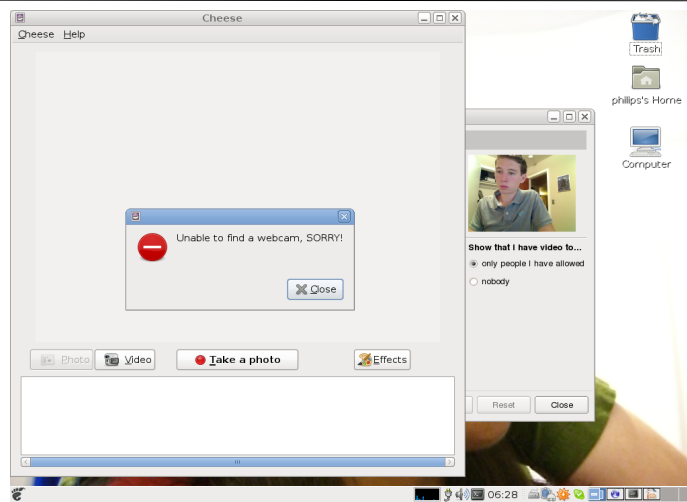 Cheese
Cheese Help
Trash
philips's Home
Computer
Unable to find a webcam, SORRY!
Close
Show that I have video to...
only people I have allowed
nobody
Photo
Video
Take a photo
Effects
Reset
Close
06:28